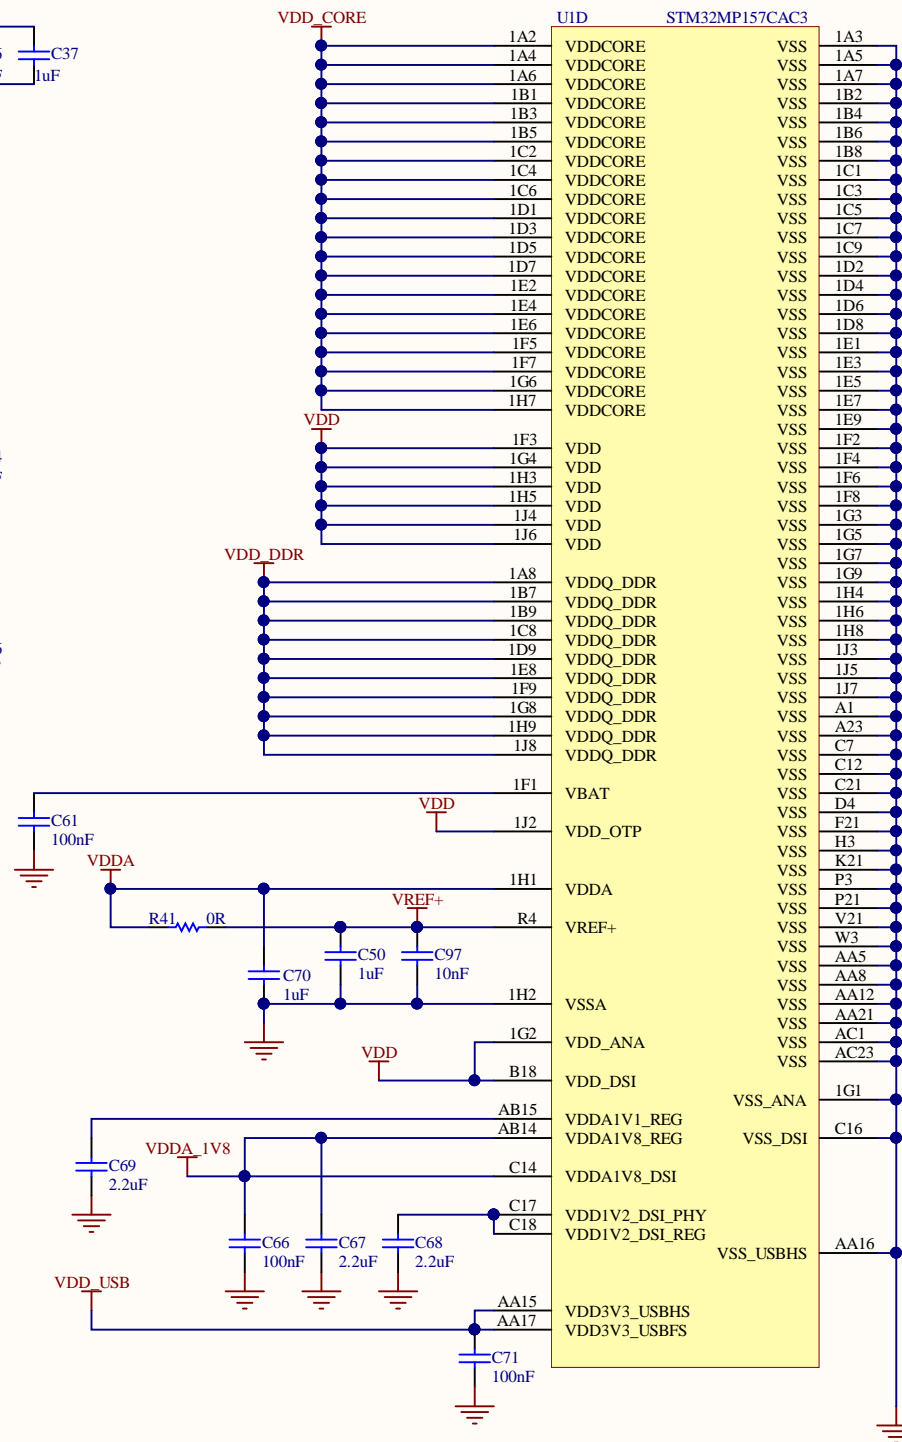 VDD_CORE
U1D STM32MP157CAC3
C37
1uF
1A2 VDDCORE VSS 1A3
1A4 VDDCORE VSS 1A5
1A6 VDDCORE VSS 1A7
1B1 VDDCORE VSS 1B2
1B3 VDDCORE VSS 1B4
1B5 VDDCORE VSS 1B6
1C2 VDDCORE VSS 1B8
1C4 VDDCORE VSS 1C1
1C6 VDDCORE VSS 1C3
1D1 VDDCORE VSS 1C5
1D3 VDDCORE VSS 1C7
1D5 VDDCORE VSS 1C9
1D7 VDDCORE VSS 1D2
1E2 VDDCORE VSS 1D4
1E4 VDDCORE VSS 1D6
1E6 VDDCORE VSS 1D8
1F5 VDDCORE VSS 1E1
1F7 VDDCORE VSS 1E3
1G6 VDDCORE VSS 1E5
1H7 VDDCORE VSS 1E7
VDD VSS 1E9
1F3 VDD VSS 1F2
1G4 VDD VSS 1F4
1H3 VDD VSS 1F6
1H5 VDD VSS 1F8
1J4 VDD VSS 1G3
1J6 VDD VSS 1G5
VDD_DDR VSS 1G7
1A8 VDDQ_DDR VSS 1G9
1B7 VDDQ_DDR VSS 1H4
1B9 VDDQ_DDR VSS 1H6
1C8 VDDQ_DDR VSS 1H8
1D9 VDDQ_DDR VSS 1J3
1E8 VDDQ_DDR VSS 1J5
1F9 VDDQ_DDR VSS 1J7
1G8 VDDQ_DDR VSS A1
1H9 VDDQ_DDR VSS A23
1J8 VDDQ_DDR VSS C7
VSS C12
1F1 VBAT VSS C21
VDD VSS D4
C61 1J2 VDD_OTP VSS F21
100nF VSS H3
VDDA VSS K21
1H1 VDDA VSS P3
VREF+ VSS P21
R41 0R R4 VREF+ VSS V21
VSS W3
C50 C97 VSS AA5
1uF 10nF
C70 VSS AA8
1uF 1H2 VSSA VSS AA12
VSS AA21
1G2 VDD_ANA VSS AC1
VDD VSS AC23
B18 VDD_DSI
VSS_ANA 1G1
AB15 VDDA1V1_REG
AB14 VDDA1V8_REG VSS_DSI C16
VDDA_1V8
C69
2.2uF
C14 VDDA1V8_DSI
C17 VDD1V2_DSI_PHY
C18 VDD1V2_DSI_REG
C66 C67 C68
100nF 2.2uF 2.2uF
VSS_USBHS AA16
VDD_USB
AA15 VDD3V3_USBHS
AA17 VDD3V3_USBFS
C71
100nF